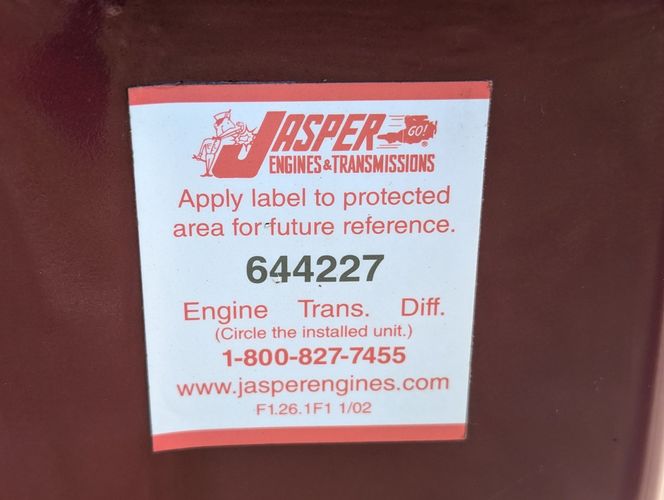 JASPER GO!®
ENGINES & TRANSMISSIONS
Apply label to protected
area for future reference.
644227
Engine Trans. Diff.
(Circle the installed unit.)
1-800-827-7455
www.jasperengines.com
F1.26.1F1 1/02